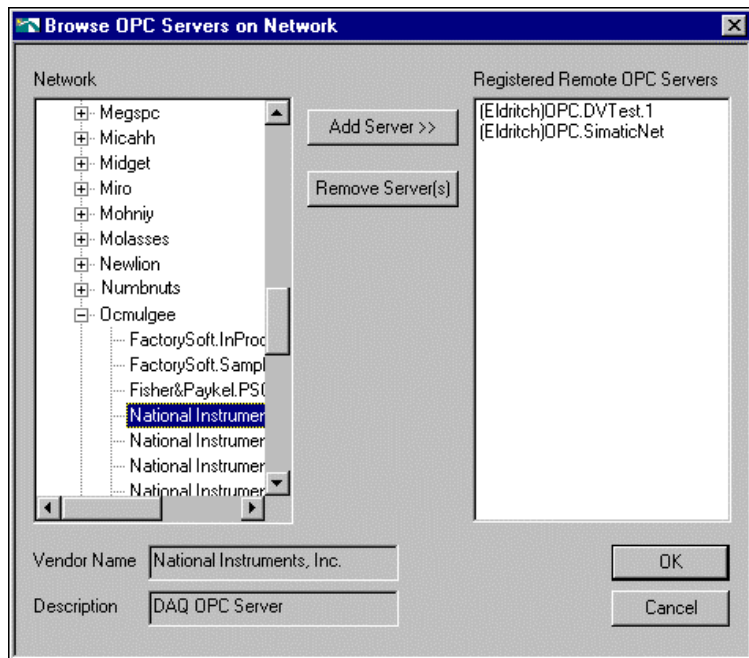 Browse OPC Servers on Network
Network
Megspc
Micahh
Midget
Miro
Mohniy
Molasses
Newlion
Numbnuts
Ocmulgee
FactorySoft.InProc
FactorySoft.Sampl
Fisher&Paykel.PS
National Instrumen
National Instrumen
National Instrumen
National Instrumen
Add Server >>
Remove Server(s)
Registered Remote OPC Servers
(Eldritch)OPC.DVTest.1
(Eldritch)OPC.SimaticNet
Vendor Name National Instruments, Inc.
Description DAQ OPC Server
OK
Cancel